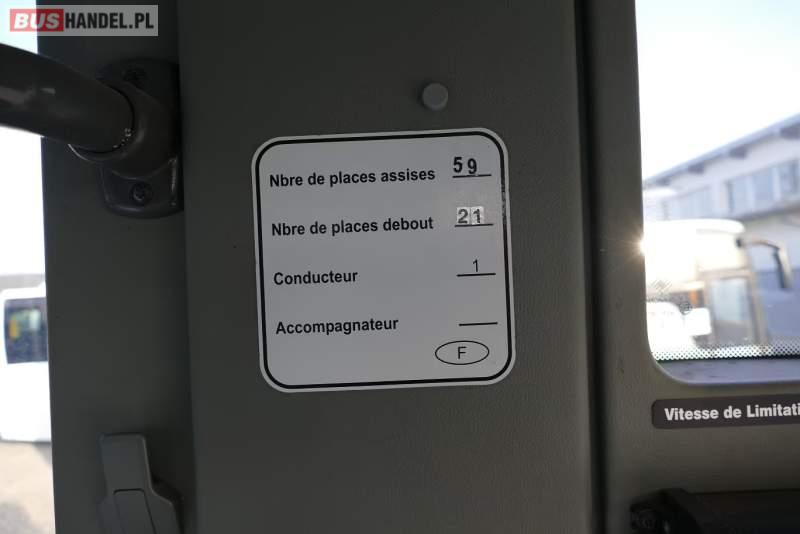 BUSHANDEL.PL
Nbre de places assises 59
Nbre de places debout 21
Conducteur 1
Accompagnateur
F
Vitesse de Limitati